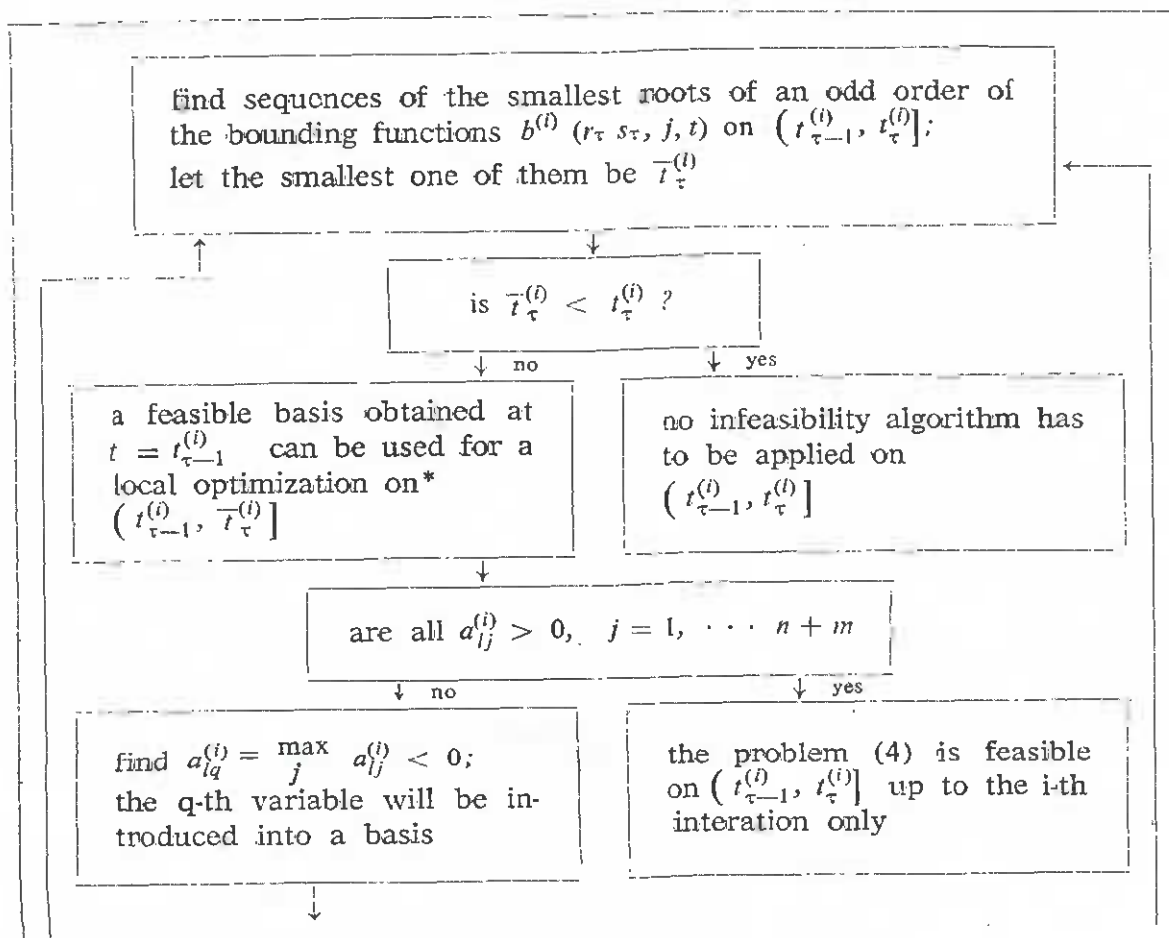 find sequences of the smallest roots of an odd order of
the bounding functions b^{(i)} (r_τ s_τ, j, t) on (t_{τ—1}^{(i)}, t_τ^{(i)}];
let the smallest one of them be \overline{t}_τ^{(i)}
is \overline{t}_τ^{(i)} < t_τ^{(i)} ?
no
yes
a feasible basis obtained at
t = t_{τ—1}^{(i)} can be used for a
local optimization on*
(t_{τ—1}^{(i)}, \overline{t}_τ^{(i)}]
no infeasibility algorithm has
to be applied on
(t_{τ—1}^{(i)}, t_τ^{(i)}]
are all a_{lj}^{(i)} > 0, j = 1, · · · n + m
no
yes
find a_{lq}^{(i)} = max_j a_{lj}^{(i)} < 0;
the q-th variable will be in-
troduced into a basis
the problem (4) is feasible
on (t_{τ—1}^{(i)}, t_τ^{(i)}] up to the i-th
interation only